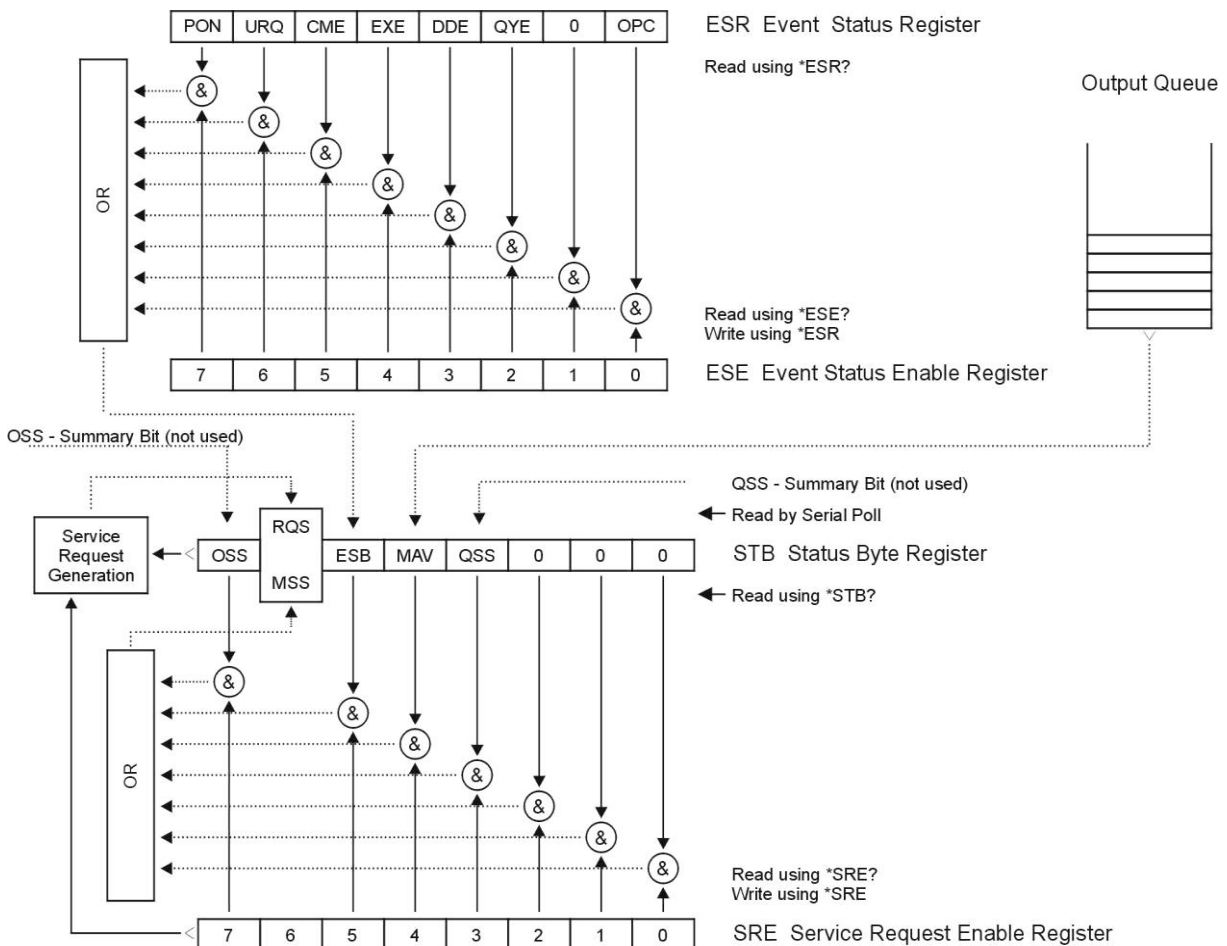 PON URQ CME EXE DDE QYE 0 OPC ESR Event Status Register
Read using *ESR?
Output Queue
&
&
&
&
&
&
&
&
OR
Read using *ESE?
Write using *ESR
7 6 5 4 3 2 1 0 ESE Event Status Enable Register
OSS - Summary Bit (not used)
QSS - Summary Bit (not used)
Read by Serial Poll
Service
Request
Generation
RQS
MSS
OSS ESB MAV QSS 0 0 0 STB Status Byte Register
Read using *STB?
&
&
&
&
&
&
&
OR
Read using *SRE?
Write using *SRE
7 6 5 4 3 2 1 0 SRE Service Request Enable Register